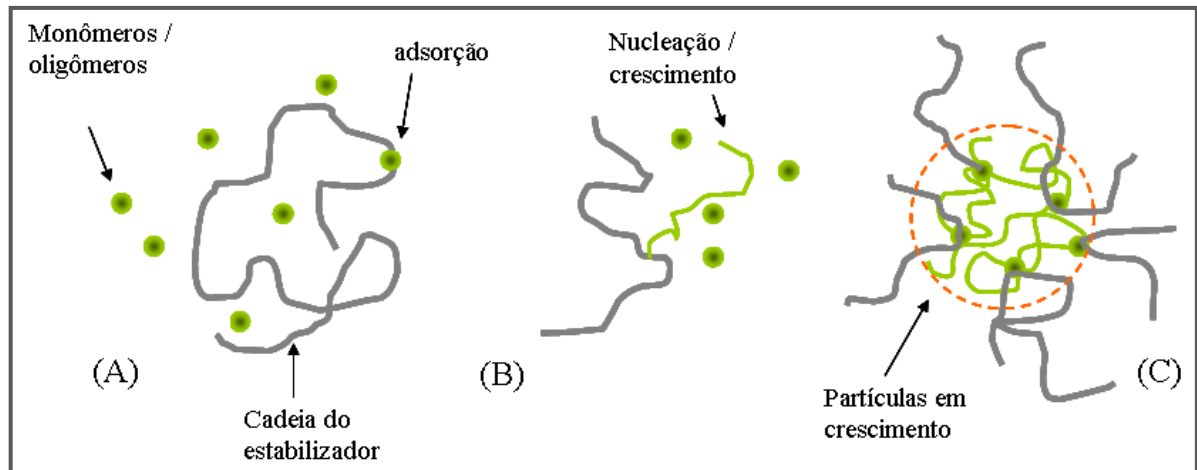 Monômeros /
oligômeros
adsorção
(A)
Cadeia do
estabilizador
Nucleação /
crescimento
(B)
Partículas em
crescimento
(C)